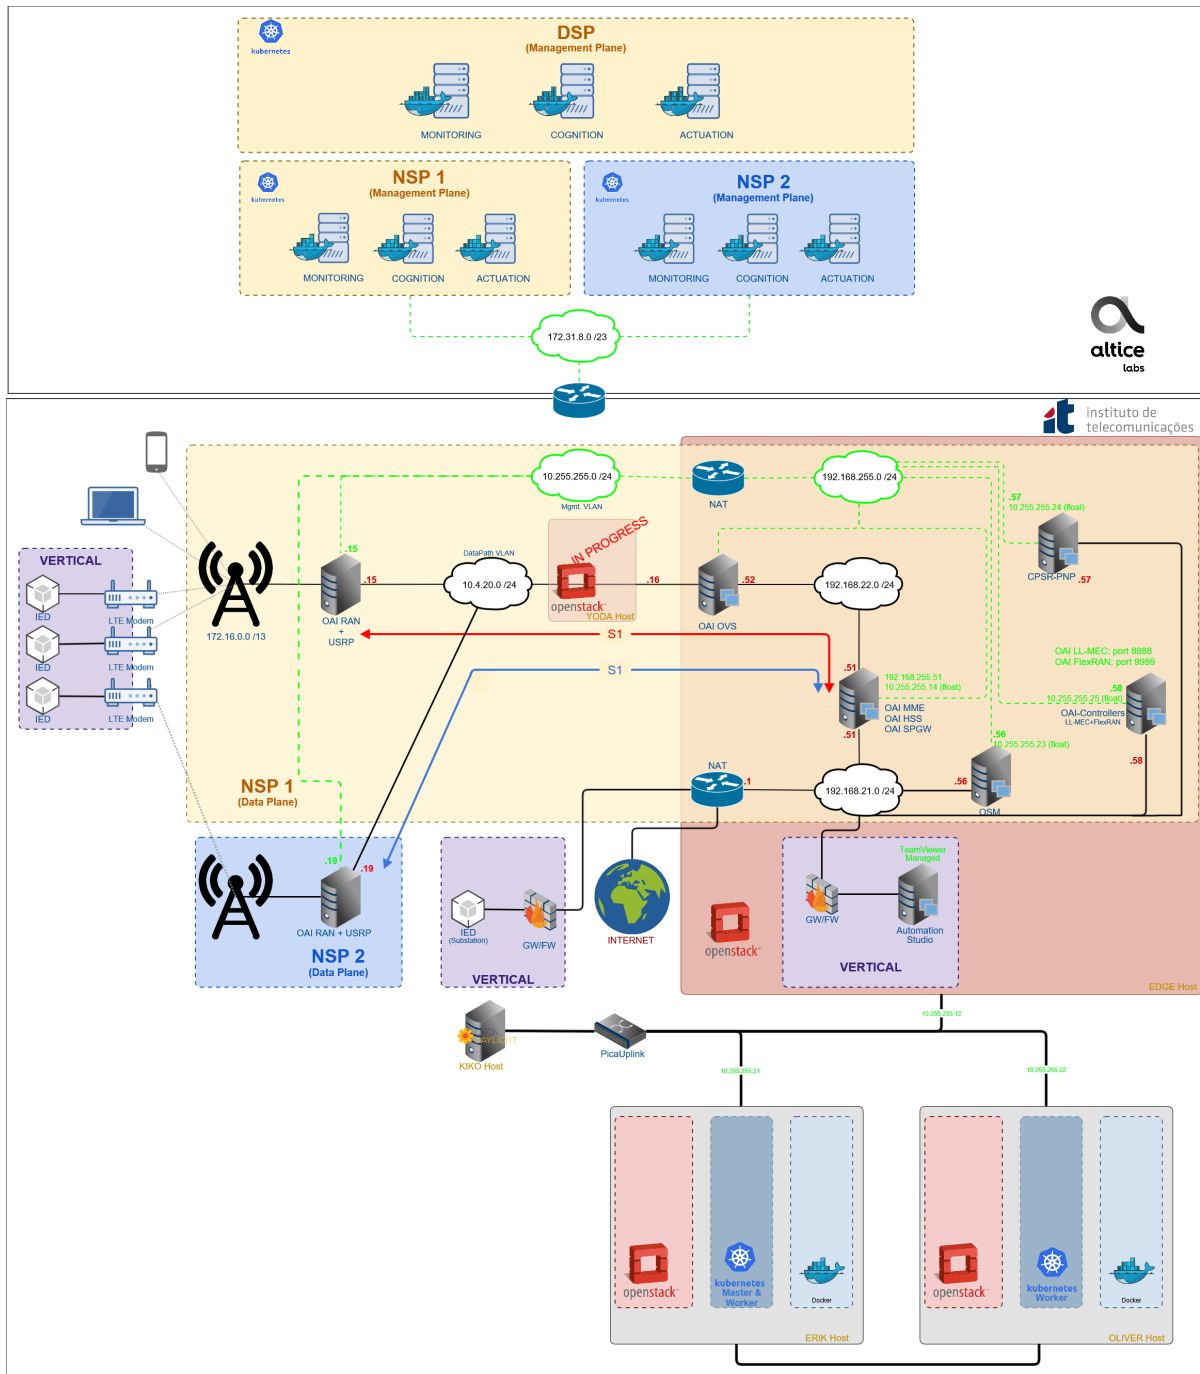 DSP
(Management Plane)
kubernetes
MONITORING
COGNITION
ACTUATION
NSP 1
(Management Plane)
kubernetes
MONITORING
COGNITION
ACTUATION
NSP 2
(Management Plane)
kubernetes
MONITORING
COGNITION
ACTUATION
172.31.8.0 /23
altice
labs
instituto de
telecomunicações
10.255.255.0 /24
Mgmt. VLAN
NAT
192.168.255.0 /24
.57
10.255.255.24 (float)
CPSR-PNP
.57
VERTICAL
IED
LTE Modem
IED
LTE Modem
IED
LTE Modem
172.16.0.0 /13
.15
.15
OAI RAN
+
USRP
DataPath VLAN
10.4.20.0 /24
IN PROGRESS
openstack
YODA Host
.16
.52
OAI OVS
192.168.22.0 /24
S1
S1
.51
192.168.255.51
10.255.255.14 (float)
OAI MME
OAI HSS
OAI SPGW
.51
OAI LL-MEC: port 8888
OAI FlexRAN: port 9999
.58
10.255.255.25 (float)
OAI-Controllers
LL-MEC+FlexRAN
.58
.56
10.255.255.23 (float)
.56
OSM
NAT
.1
192.168.21.0 /24
NSP 1
(Data Plane)
.19
.19
OAI RAN + USRP
NSP 2
(Data Plane)
IED
(Substation)
GW/FW
VERTICAL
INTERNET
openstack
TeamViewer
Managed
GW/FW
Automation
Studio
VERTICAL
EDGE Host
10.255.255.12
KIKO Host
PicaUplink
10.255.255.21
10.255.255.22
openstack
kubernetes
Master &
Worker
Docker
ERIK Host
openstack
kubernetes
Worker
Docker
OLIVER Host